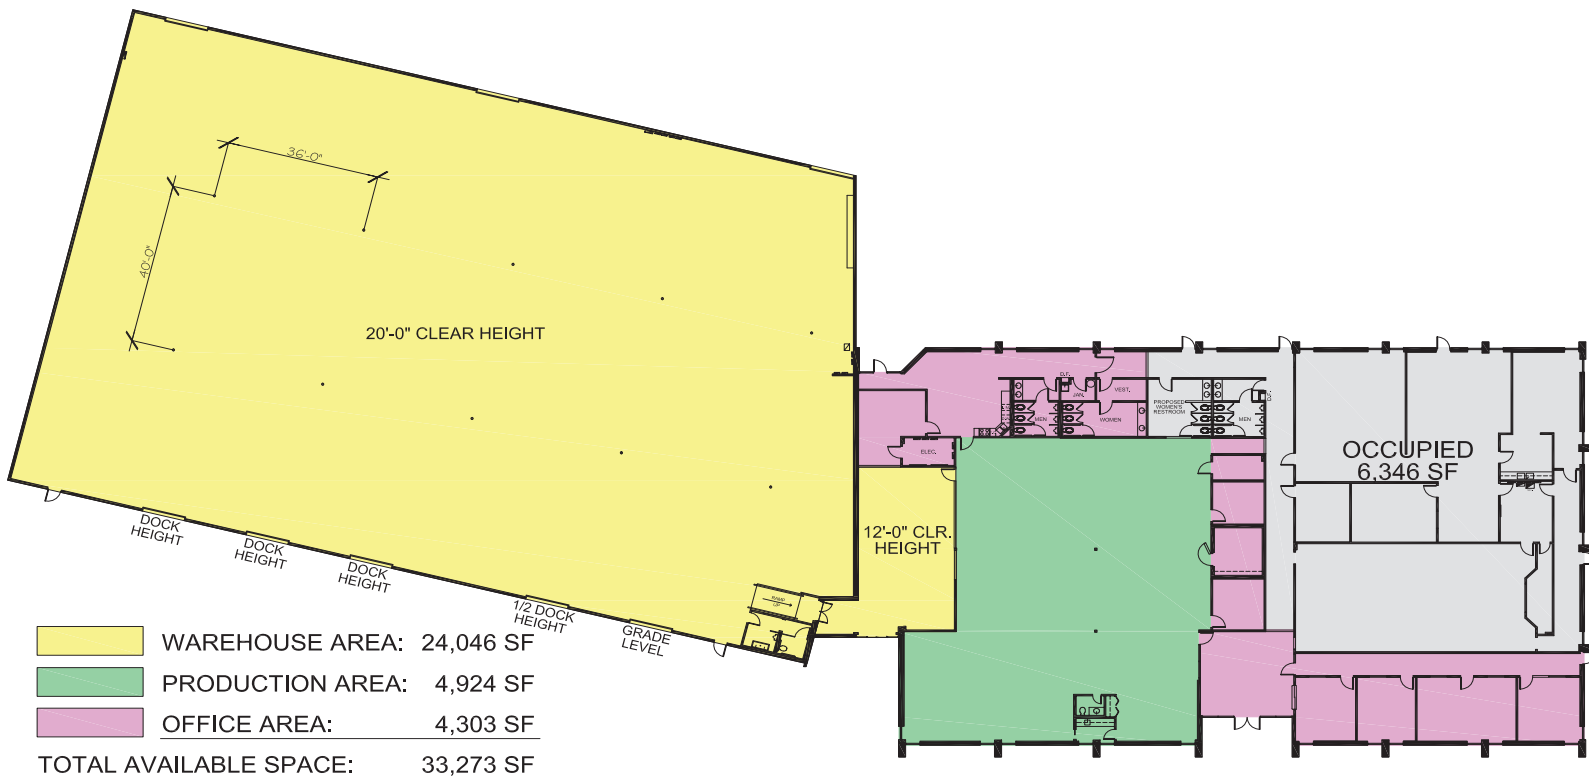 36'-0"
40'-0"
20'-0" CLEAR HEIGHT
D.F.
JAN.
VEST.
MEN
WOMEN
PROPOSED
WOMEN'S
RESTROOM
MEN
D.F.
ELEC.
OCCUPIED
6,346 SF
12'-0" CLR.
HEIGHT
DOCK
HEIGHT
DOCK
HEIGHT
DOCK
HEIGHT
1/2 DOCK
HEIGHT
GRADE
LEVEL
RAMP
UP
WAREHOUSE AREA: 24,046 SF
PRODUCTION AREA: 4,924 SF
OFFICE AREA: 4,303 SF
TOTAL AVAILABLE SPACE: 33,273 SF